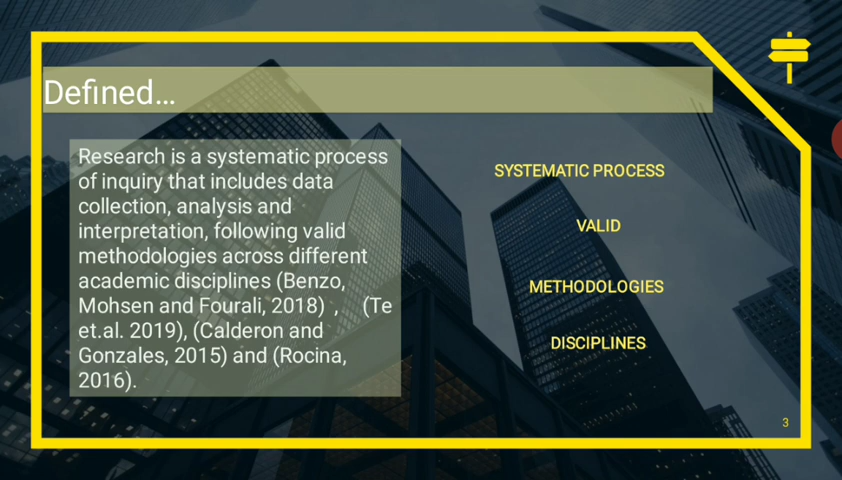 Defined...
Research is a systematic process
of inquiry that includes data
collection, analysis and
interpretation, following valid
methodologies across different
academic disciplines (Benzo,
Mohsen and Fourali, 2018) , (Te
et.al. 2019), (Calderon and
Gonzales, 2015) and (Rocina,
2016).
SYSTEMATIC PROCESS
VALID
METHODOLOGIES
DISCIPLINES
3